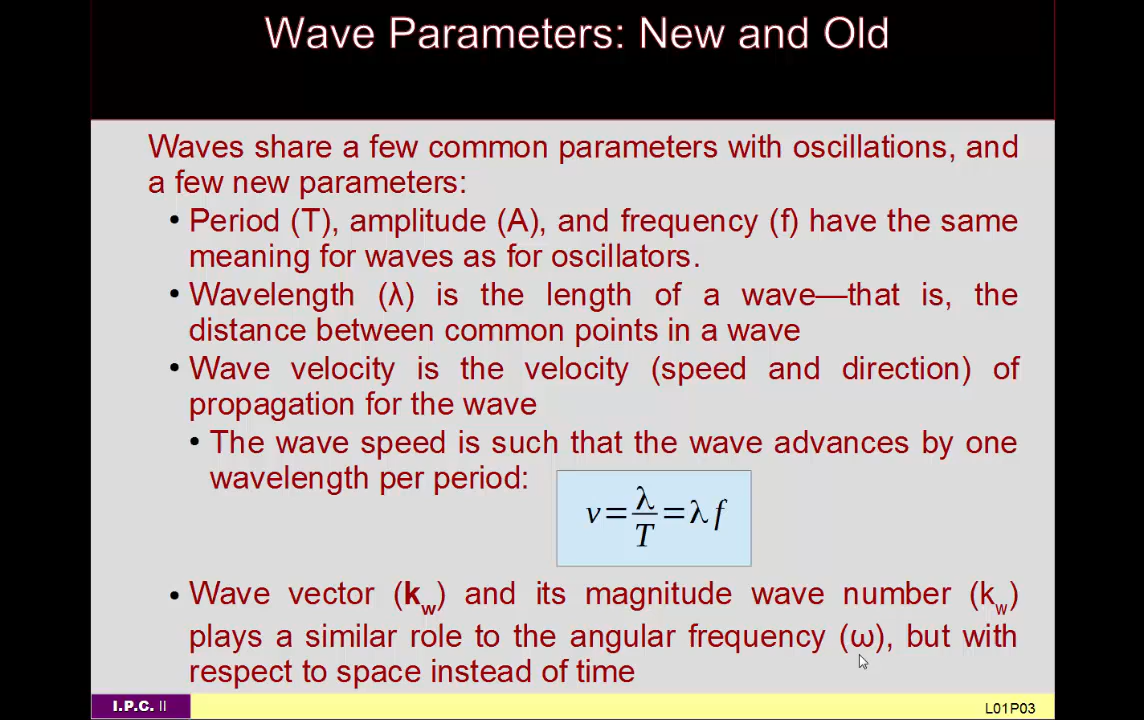 Wave Parameters: New and Old
Waves share a few common parameters with oscillations, and
a few new parameters:
• Period (T), amplitude (A), and frequency (f) have the same
meaning for waves as for oscillators.
• Wavelength (λ) is the length of a wave—that is, the
distance between common points in a wave
• Wave velocity is the velocity (speed and direction) of
propagation for the wave
• The wave speed is such that the wave advances by one
wavelength per period:
v=λ/T=λf
• Wave vector (k_w) and its magnitude wave number (k_w)
plays a similar role to the angular frequency (ω), but with
respect to space instead of time
I.P.C. II
L01P03